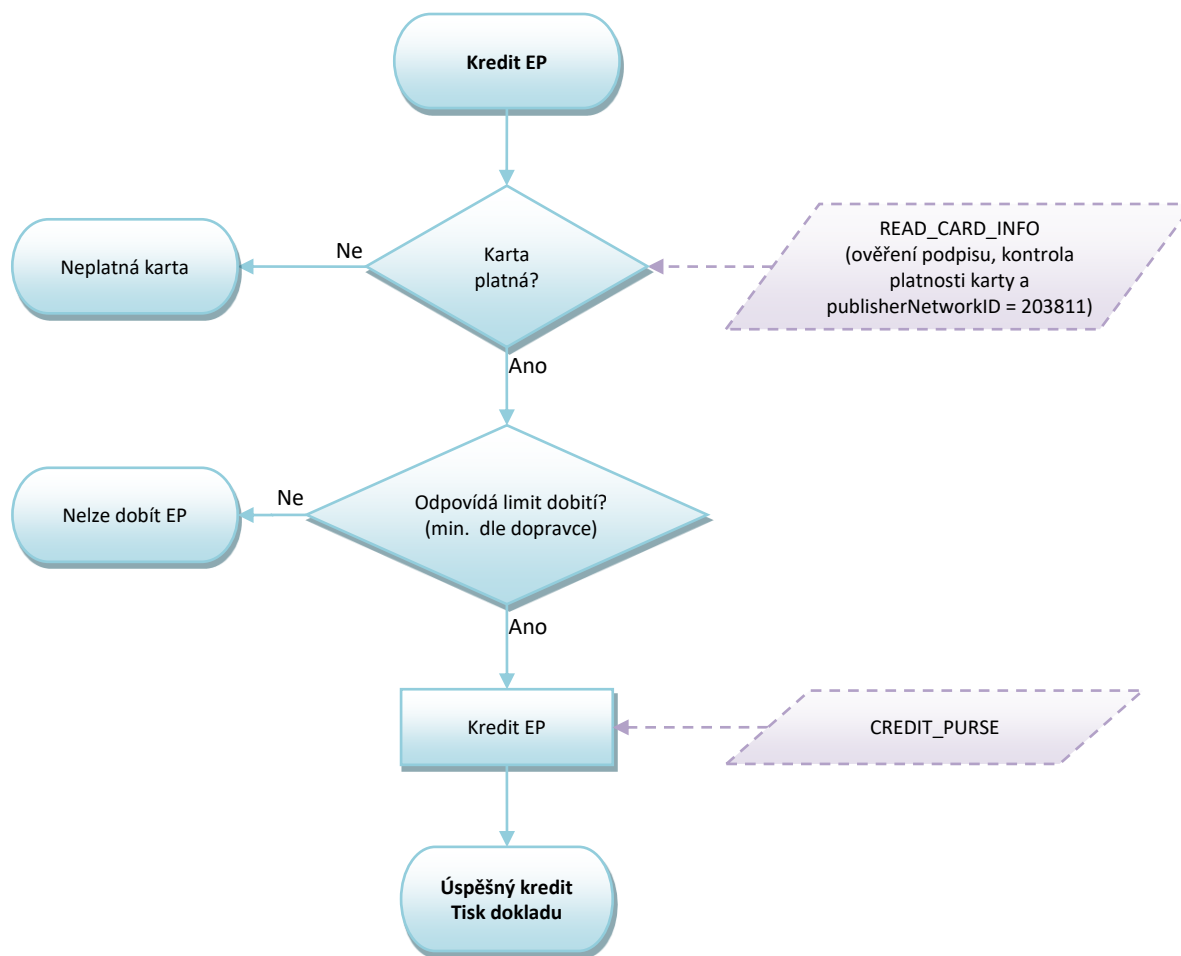 Kredit EP
Ne
Neplatná karta
Karta
platná?
READ_CARD_INFO
(ověření podpisu, kontrola
platnosti karty a
publisherNetworkID = 203811)
Ano
Ne
Nelze dobít EP
Odpovídá limit dobití?
(min.  dle dopravce)
Ano
Kredit EP
CREDIT_PURSE
Úspěšný kredit
Tisk dokladu